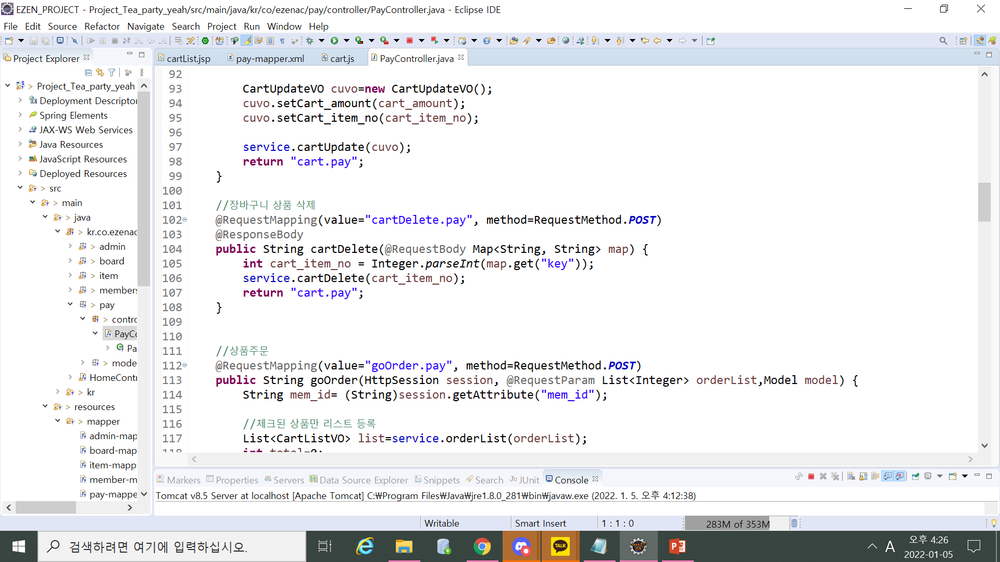 EZEN_PROJECT - Project_Tea_party_yeah/src/main/java/kr/co/ezenac/pay/controller/PayController.java - Eclipse IDE
File Edit Source Refactor Navigate Search Project Run Window Help
Project Explorer
Project_Tea_party_yeah
Deployment Descriptor
Spring Elements
JAX-WS Web Services
Java Resources
JavaScript Resources
Deployed Resources
> src
> main
> java
> kr.co.ezenac
> admin
> board
> item
> members
> pay
> contro
PayCo
Pa
> mode
HomeContr
> kr
> resources
> mapper
admin-map
board-map
item-mapp
member-m
pay-mappe
cartList.jsp pay-mapper.xml cart.js PayController.java
92
93 CartUpdateVO cuvo=new CartUpdateVO();
94 cuvo.setCart_amount(cart_amount);
95 cuvo.setCart_item_no(cart_item_no);
96
97 service.cartUpdate(cuvo);
98 return "cart.pay";
99 }
100
101 //장바구니 상품 삭제
102 @RequestMapping(value="cartDelete.pay", method=RequestMethod.POST)
103 @ResponseBody
104 public String cartDelete(@RequestBody Map<String, String> map) {
105 int cart_item_no = Integer.parseInt(map.get("key"));
106 service.cartDelete(cart_item_no);
107 return "cart.pay";
108 }
109
110
111 //상품주문
112 @RequestMapping(value="goOrder.pay", method=RequestMethod.POST)
113 public String goOrder(HttpSession session, @RequestParam List<Integer> orderList,Model model) {
114 String mem_id= (String)session.getAttribute("mem_id");
115
116 //체크된 상품만 리스트 등록
117 List<CartListVO> list=service.orderList(orderList);
118 int total=0;
Markers Properties Servers Data Source Explorer Snippets Search JUnit Console
Tomcat v8.5 Server at localhost [Apache Tomcat] C:₩Program Files₩Java₩jre1.8.0_281₩bin₩javaw.exe (2022. 1. 5. 오후 4:12:38)
Writable Smart Insert 1 : 1 : 0 283M of 353M
검색하려면 여기에 입력하십시오.
TALK
Java EE IDE
A
오후 4:26
2022-01-05